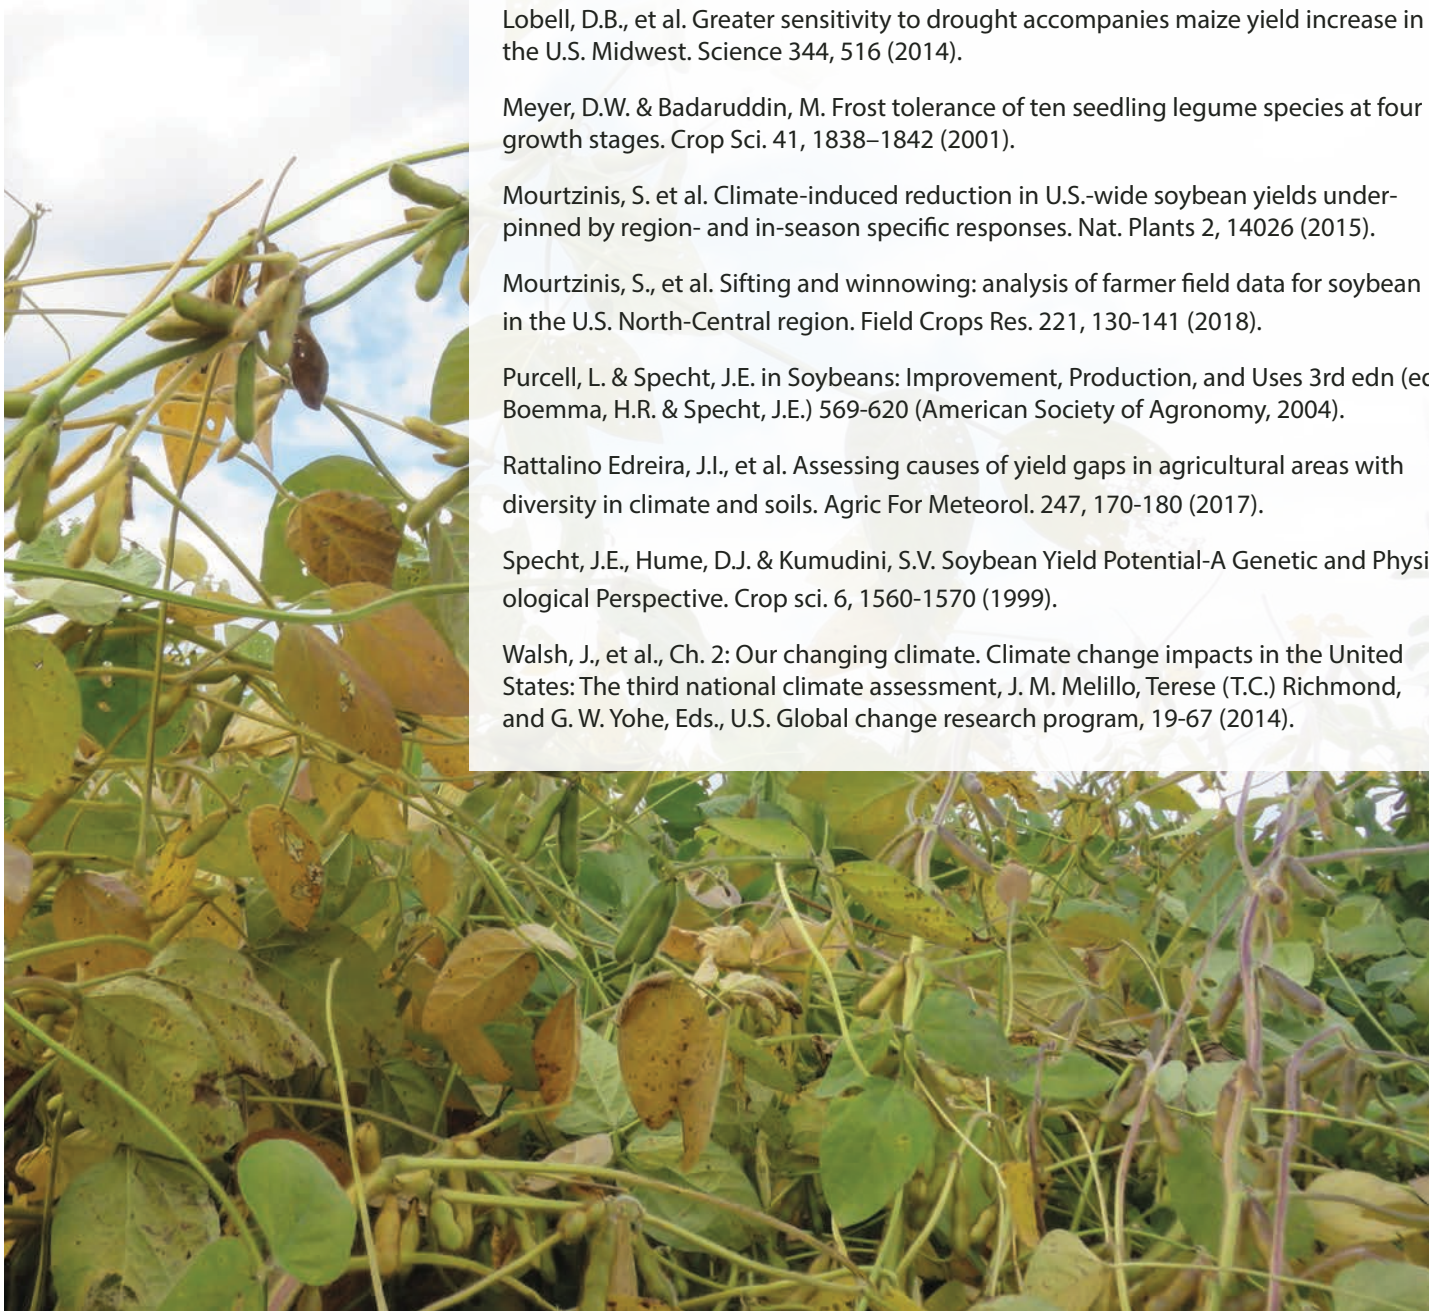 Lobell, D.B., et al. Greater sensitivity to drought accompanies maize yield increase in
the U.S. Midwest. Science 344, 516 (2014).
Meyer, D.W. & Badaruddin, M. Frost tolerance of ten seedling legume species at four
growth stages. Crop Sci. 41, 1838–1842 (2001).
Mourtzinis, S. et al. Climate-induced reduction in U.S.-wide soybean yields under-
pinned by region- and in-season specific responses. Nat. Plants 2, 14026 (2015).
Mourtzinis, S., et al. Sifting and winnowing: analysis of farmer field data for soybean
in the U.S. North-Central region. Field Crops Res. 221, 130-141 (2018).
Purcell, L. & Specht, J.E. in Soybeans: Improvement, Production, and Uses 3rd edn
Boemma, H.R. & Specht, J.E.) 569-620 (American Society of Agronomy, 2004).
Rattalino Edreira, J.I., et al. Assessing causes of yield gaps in agricultural areas with
diversity in climate and soils. Agric For Meteorol. 247, 170-180 (2017).
Specht, J.E., Hume, D.J. & Kumudini, S.V. Soybean Yield Potential-A Genetic and Physi
ological Perspective. Crop sci. 6, 1560-1570 (1999).
Walsh, J., et al., Ch. 2: Our changing climate. Climate change impacts in the United
States: The third national climate assessment, J. M. Melillo, Terese (T.C.) Richmond,
and G. W. Yohe, Eds., U.S. Global change research program, 19-67 (2014).